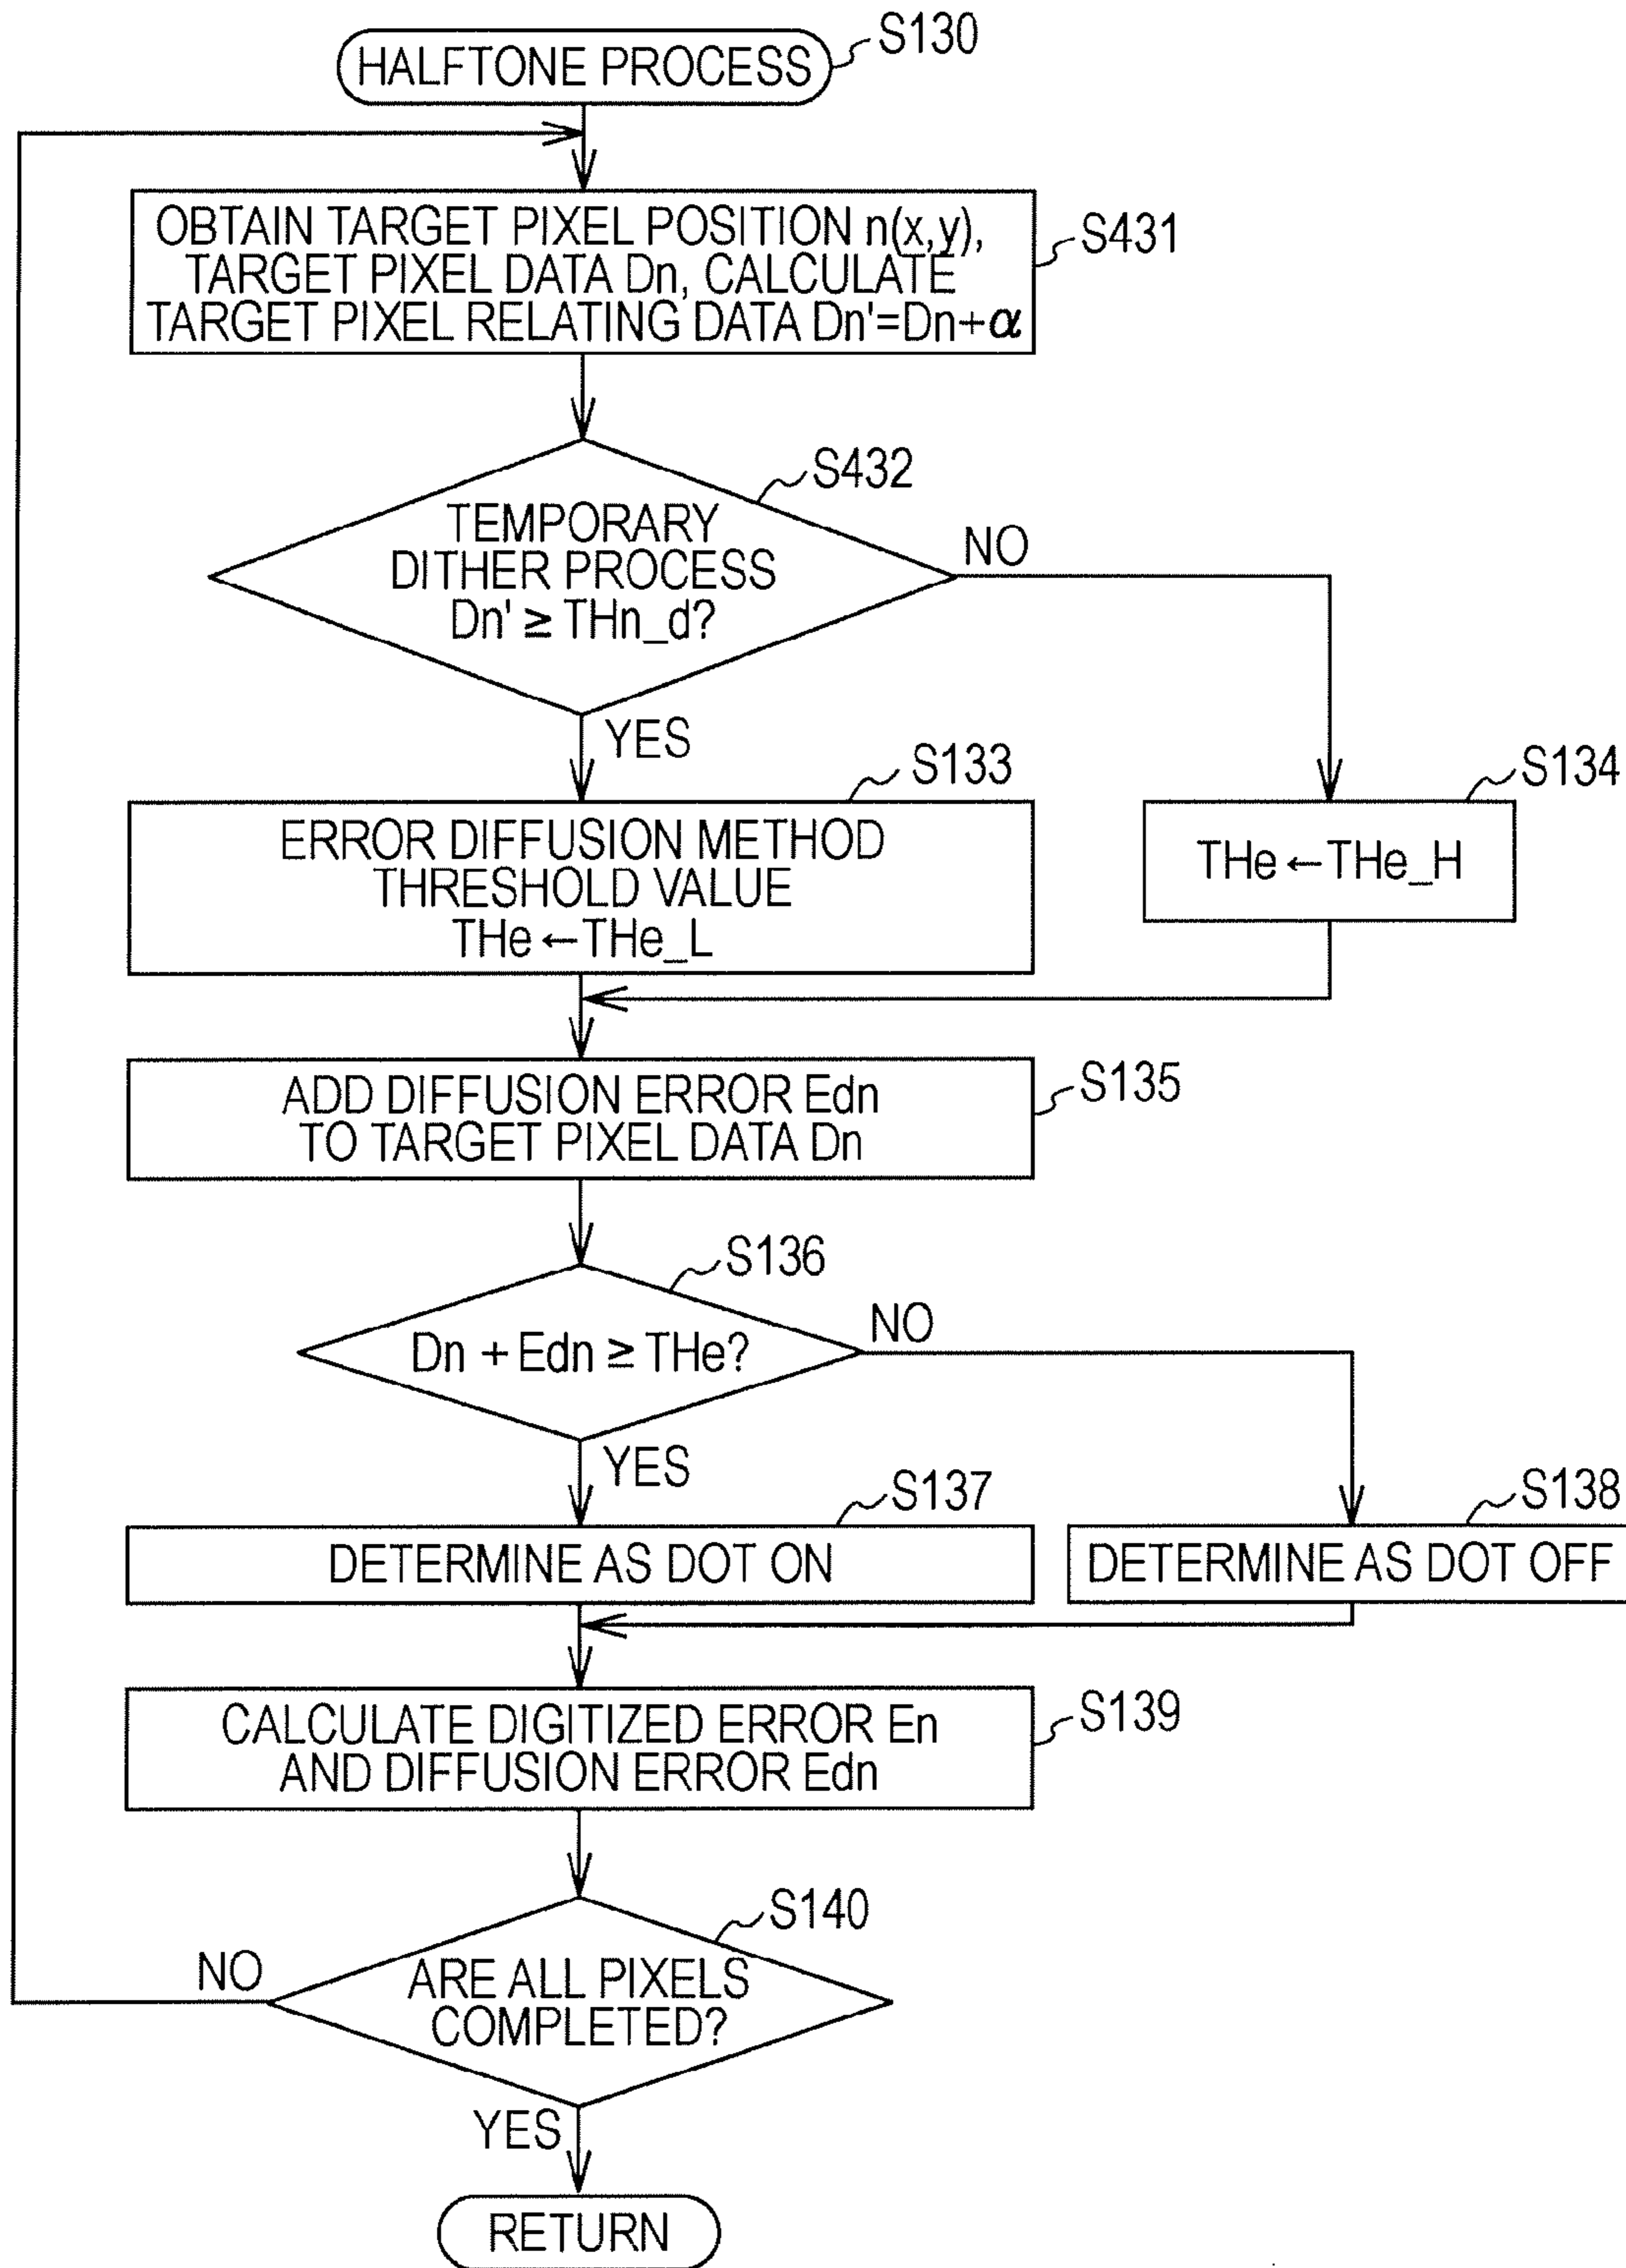 HALFTONE PROCESS
S130
OBTAIN TARGET PIXEL POSITION n(x,y),
TARGET PIXEL DATA Dn, CALCULATE
TARGET PIXEL RELATING DATA Dn'=Dn+α
S431
S432
TEMPORARY
DITHER PROCESS
Dn' ≥ THn_d?
NO
YES
S133
ERROR DIFFUSION METHOD
THRESHOLD VALUE
THe←THe_L
S134
THe←THe_H
ADD DIFFUSION ERROR Edn
TO TARGET PIXEL DATA Dn
S135
S136
Dn + Edn ≥ THe?
NO
YES
S137
DETERMINE AS DOT ON
S138
DETERMINE AS DOT OFF
CALCULATE DIGITIZED ERROR En
AND DIFFUSION ERROR Edn
S139
S140
ARE ALL PIXELS
COMPLETED?
NO
YES
RETURN